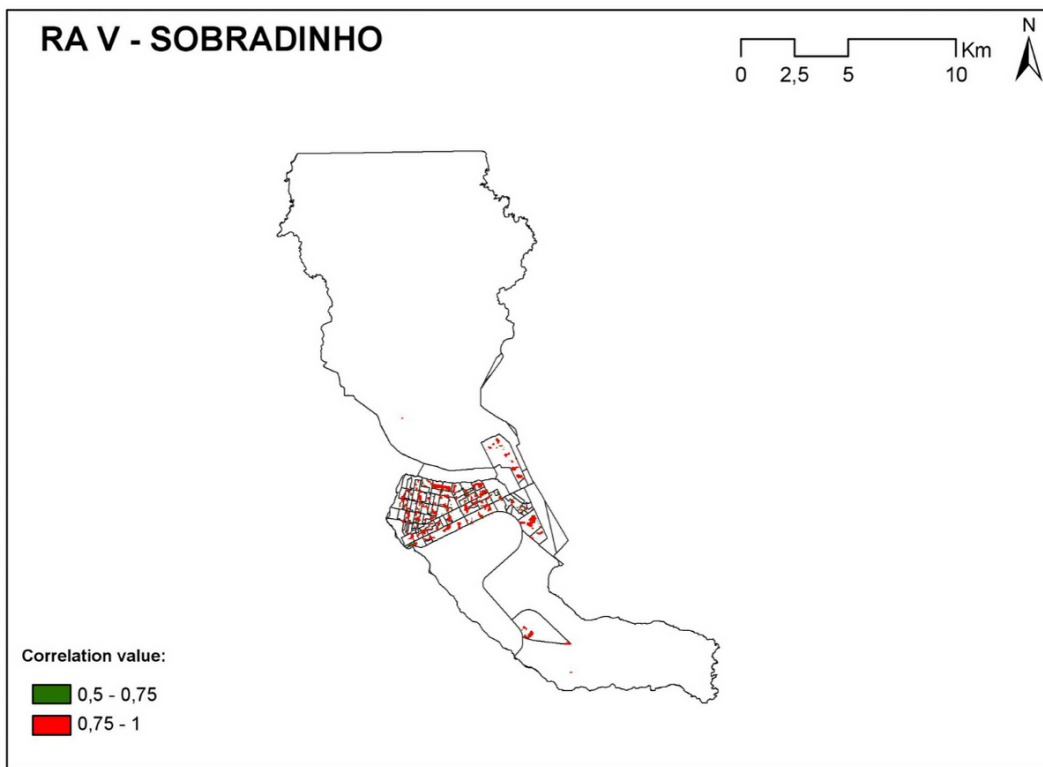 RA V - SOBRADINHO
N
Km
0 2,5 5 10
Correlation value:
0,5 - 0,75
0,75 - 1